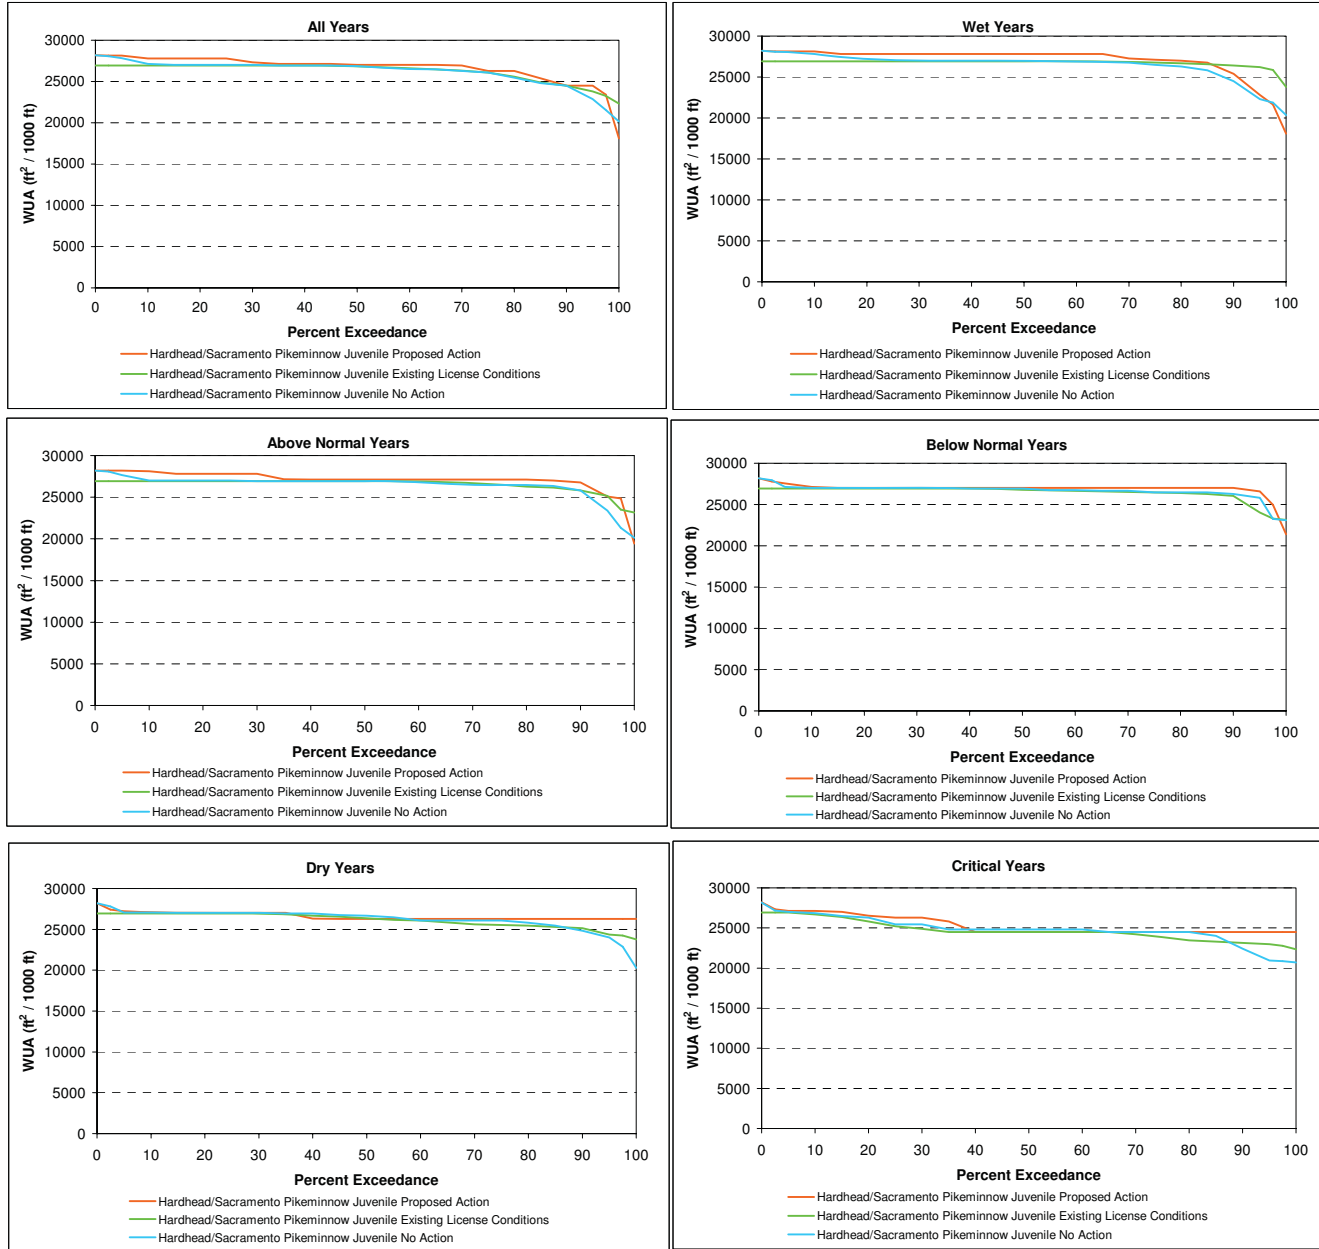 All Years
30000
25000
20000
15000
10000
5000
0
WUA (ft² / 1000 ft)
0 10 20 30 40 50 60 70 80 90 100
Percent Exceedance
Hardhead/Sacramento Pikeminnow Juvenile Proposed Action
Hardhead/Sacramento Pikeminnow Juvenile Existing License Conditions
Hardhead/Sacramento Pikeminnow Juvenile No Action
Wet Years
30000
25000
20000
15000
10000
5000
0
WUA (ft² / 1000 ft)
0 10 20 30 40 50 60 70 80 90 100
Percent Exceedance
Hardhead/Sacramento Pikeminnow Juvenile Proposed Action
Hardhead/Sacramento Pikeminnow Juvenile Existing License Conditions
Hardhead/Sacramento Pikeminnow Juvenile No Action
Above Normal Years
30000
25000
20000
15000
10000
5000
0
WUA (ft² / 1000 ft)
0 10 20 30 40 50 60 70 80 90 100
Percent Exceedance
Hardhead/Sacramento Pikeminnow Juvenile Proposed Action
Hardhead/Sacramento Pikeminnow Juvenile Existing License Conditions
Hardhead/Sacramento Pikeminnow Juvenile No Action
Below Normal Years
30000
25000
20000
15000
10000
5000
0
WUA (ft² / 1000 ft)
0 10 20 30 40 50 60 70 80 90 100
Percent Exceedance
Hardhead/Sacramento Pikeminnow Juvenile Proposed Action
Hardhead/Sacramento Pikeminnow Juvenile Existing License Conditions
Hardhead/Sacramento Pikeminnow Juvenile No Action
Dry Years
30000
25000
20000
15000
10000
5000
0
WUA (ft² / 1000 ft)
0 10 20 30 40 50 60 70 80 90 100
Percent Exceedance
Hardhead/Sacramento Pikeminnow Juvenile Proposed Action
Hardhead/Sacramento Pikeminnow Juvenile Existing License Conditions
Hardhead/Sacramento Pikeminnow Juvenile No Action
Critical Years
30000
25000
20000
15000
10000
5000
0
WUA (ft² / 1000 ft)
0 10 20 30 40 50 60 70 80 90 100
Percent Exceedance
Hardhead/Sacramento Pikeminnow Juvenile Proposed Action
Hardhead/Sacramento Pikeminnow Juvenile Existing License Conditions
Hardhead/Sacramento Pikeminnow Juvenile No Action